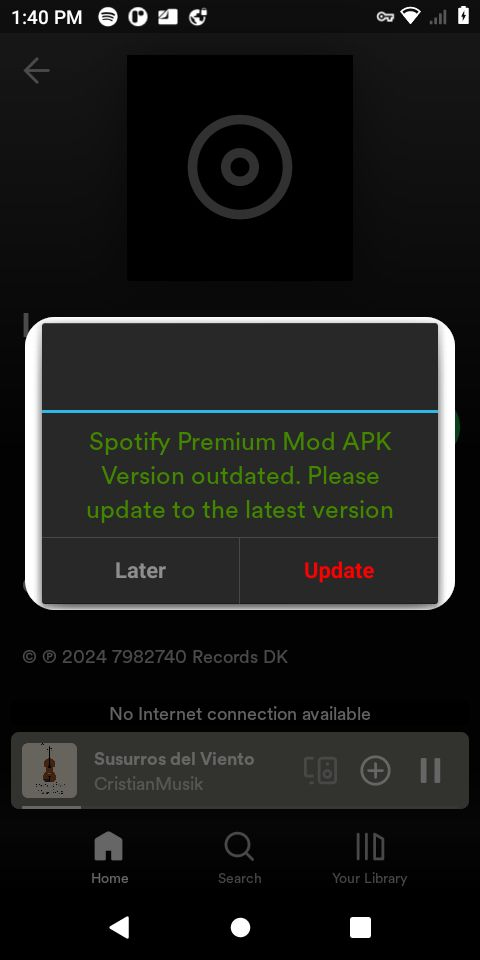 1:40 PM
Spotify Premium Mod APK
Version outdated. Please
update to the latest version
Later
Update
© ℗ 2024 7982740 Records DK
No Internet connection available
Susurros del Viento
CristianMusik
Home
Search
Your Library